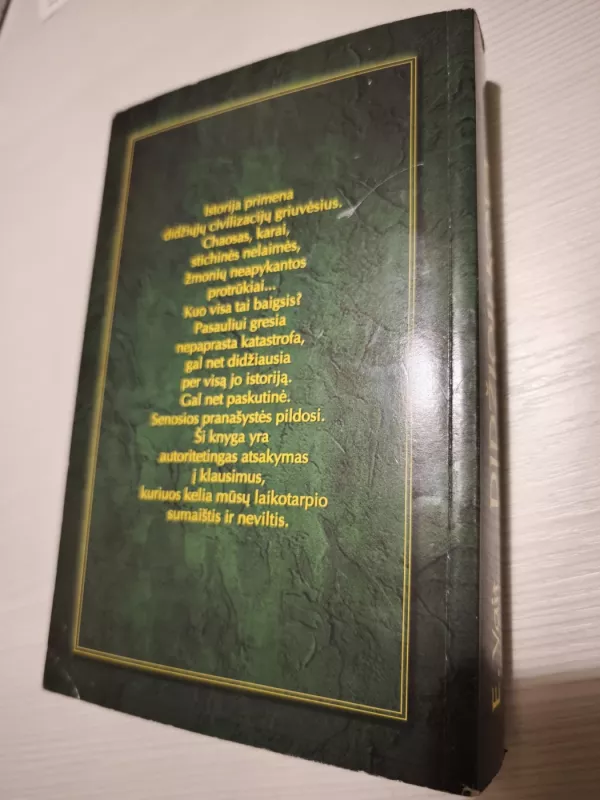 Istorija primena
didžiųjų civilizacijų griuvėsius.
Chaosas, karai,
stichinės nelaimės,
žmonių neapykantos
protrūkiai...
Kuo visa tai baigsis?
Pasauliui gresia
nepaprasta katastrofa,
gal net didžiausia
per visą jo istoriją.
Gal net paskutinė.
Senosios pranašystės pildosi.
Ši knyga yra
autoritetingas atsakymas
į klausimus,
kuriuos kelia mūsų laikotarpio
sumaištis ir neviltis.